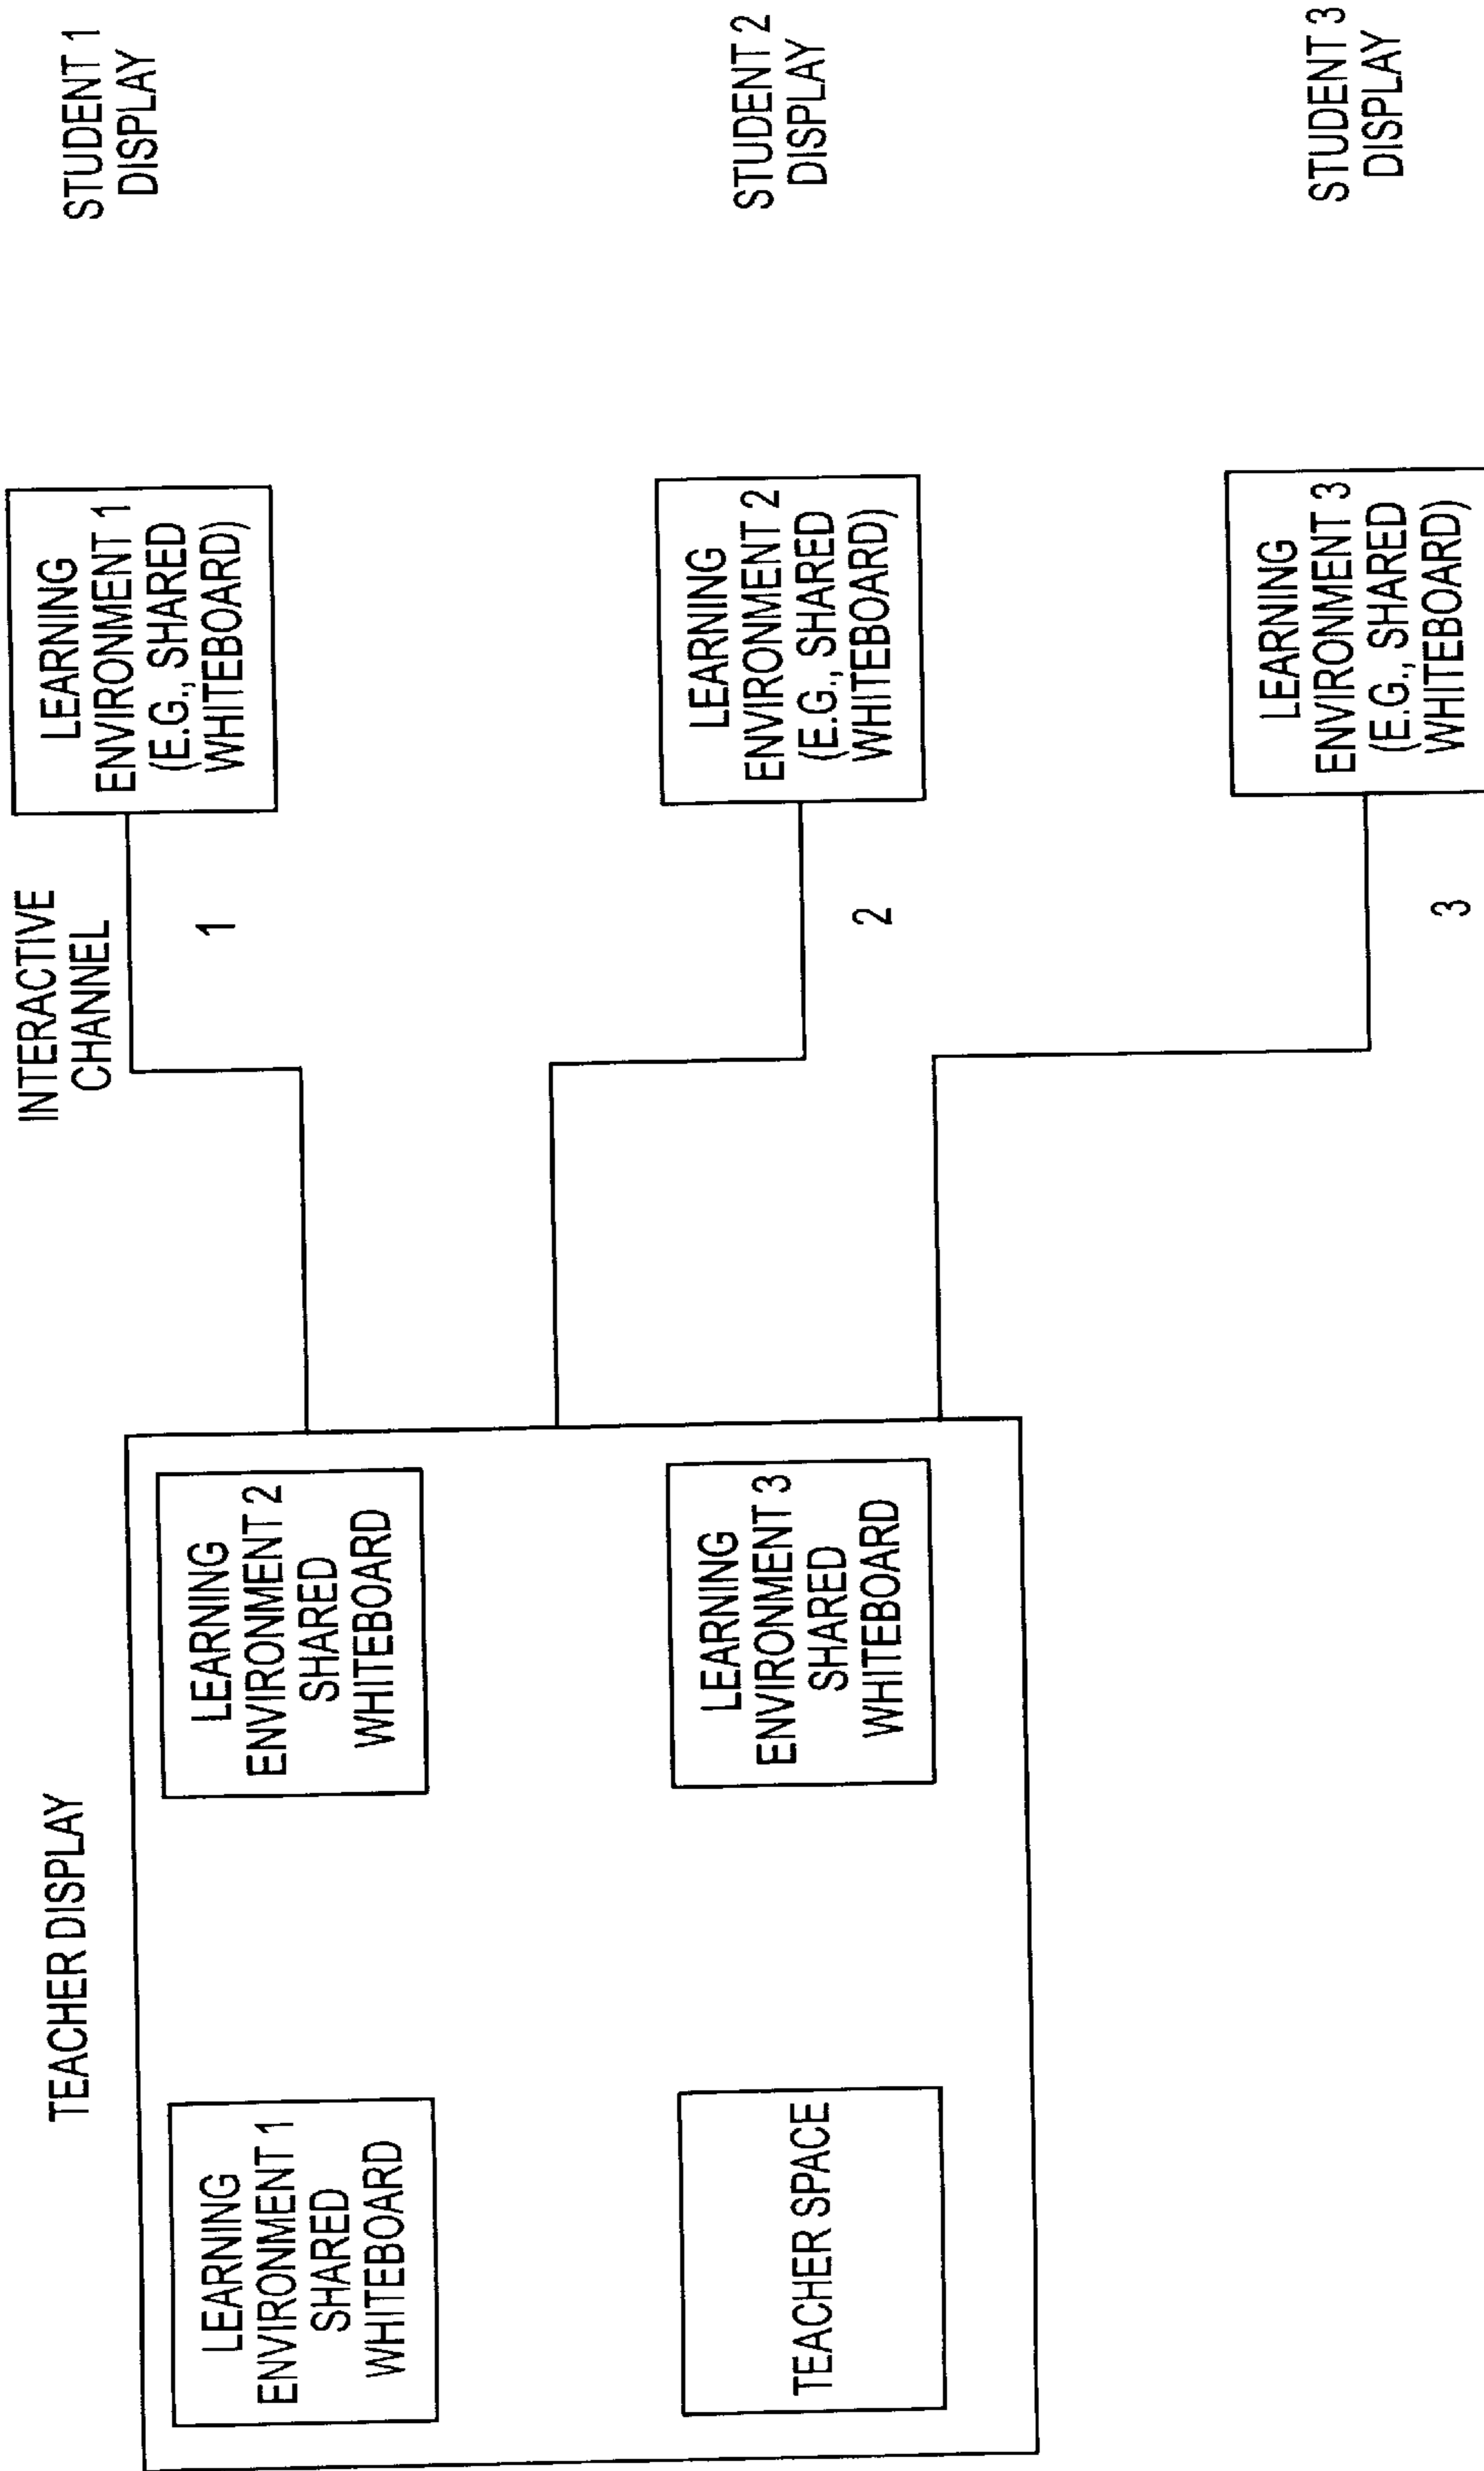 TEACHER DISPLAY
LEARNING
ENVIRONMENT 1
SHARED
WHITEBOARD
LEARNING
ENVIRONMENT 2
SHARED
WHITEBOARD
TEACHER SPACE
LEARNING
ENVIRONMENT 3
SHARED
WHITEBOARD
INTERACTIVE
CHANNEL
1
2
3
LEARNING
ENVIRONMENT 1
(E.G., SHARED
WHITEBOARD)
STUDENT 1
DISPLAY
LEARNING
ENVIRONMENT 2
(E.G., SHARED
WHITEBOARD)
STUDENT 2
DISPLAY
LEARNING
ENVIRONMENT 3
(E.G., SHARED
WHITEBOARD)
STUDENT 3
DISPLAY